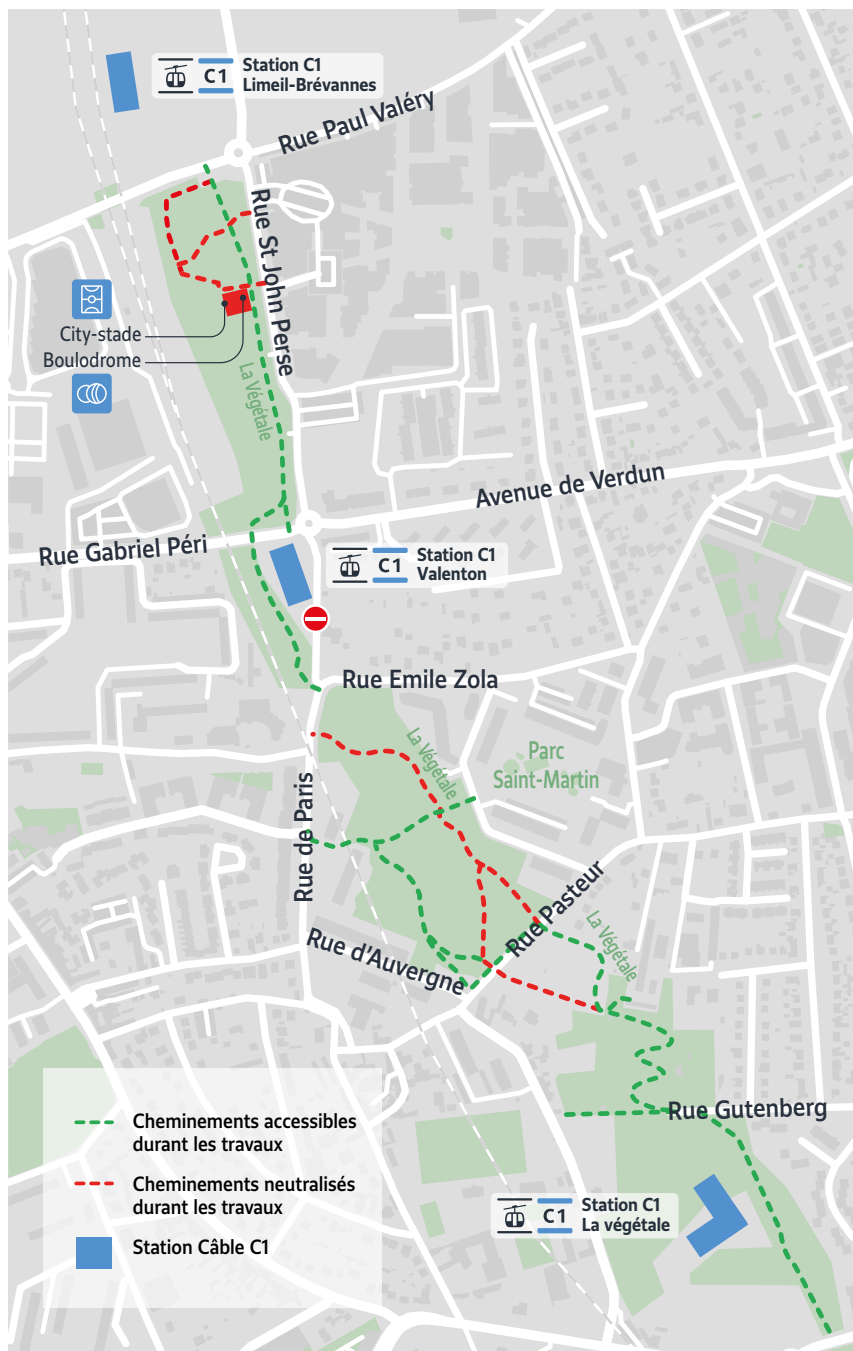 C1
Station C1
Limeil-Brévannes
Rue Paul Valéry
Rue St John Perse
City-stade
Boulodrome
La Végétale
Avenue de Verdun
Rue Gabriel Péri
C1
Station C1
Valenton
Rue Emile Zola
La Végétale
Parc
Saint-Martin
Rue de Paris
Rue Pasteur
La Végétale
Rue d'Auvergne
Rue Gutenberg
Cheminements accessibles
durant les travaux
Cheminements neutralisés
durant les travaux
Station Câble C1
C1
Station C1
La végétale